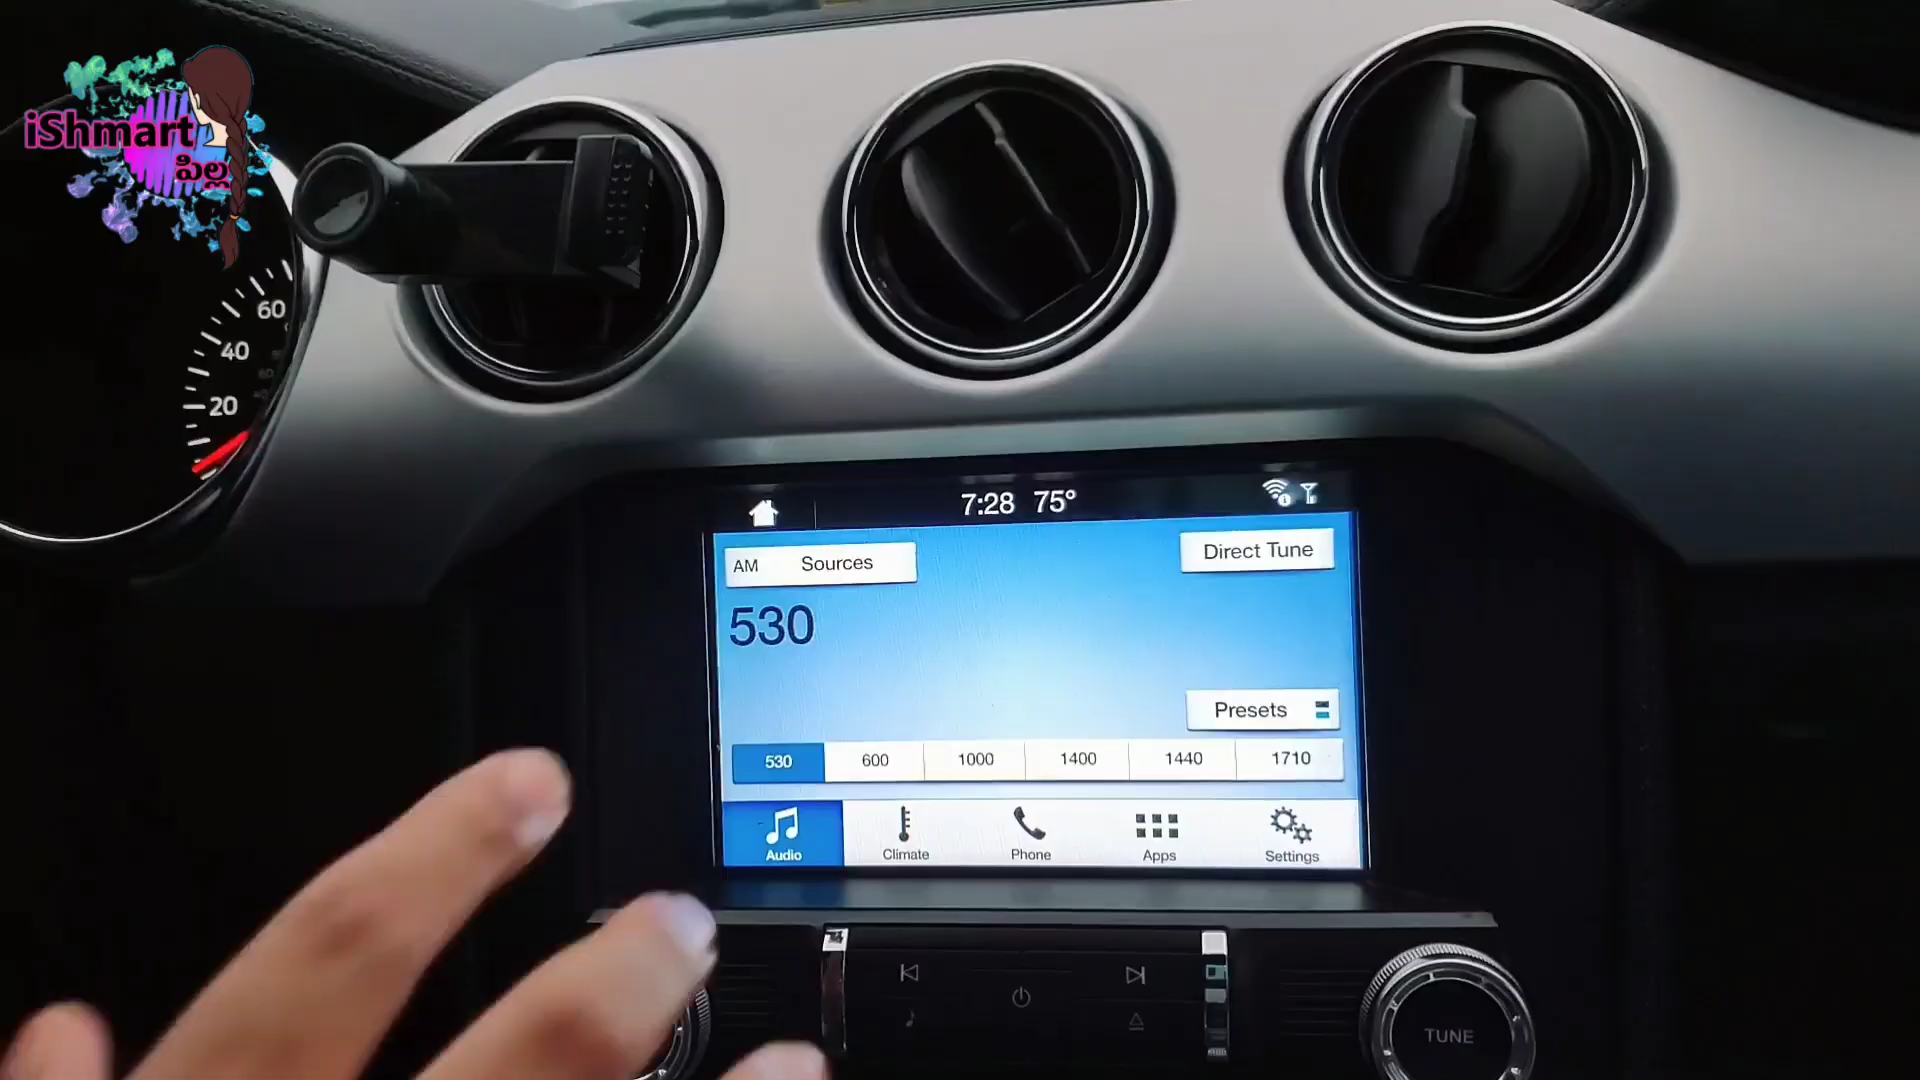 iShmart
పిల్ల
60
40
20
7:28 75°
AM Sources
Direct Tune
530
Presets
530 600 1000 1400 1440 1710
Audio Climate Phone Apps Settings
TUNE